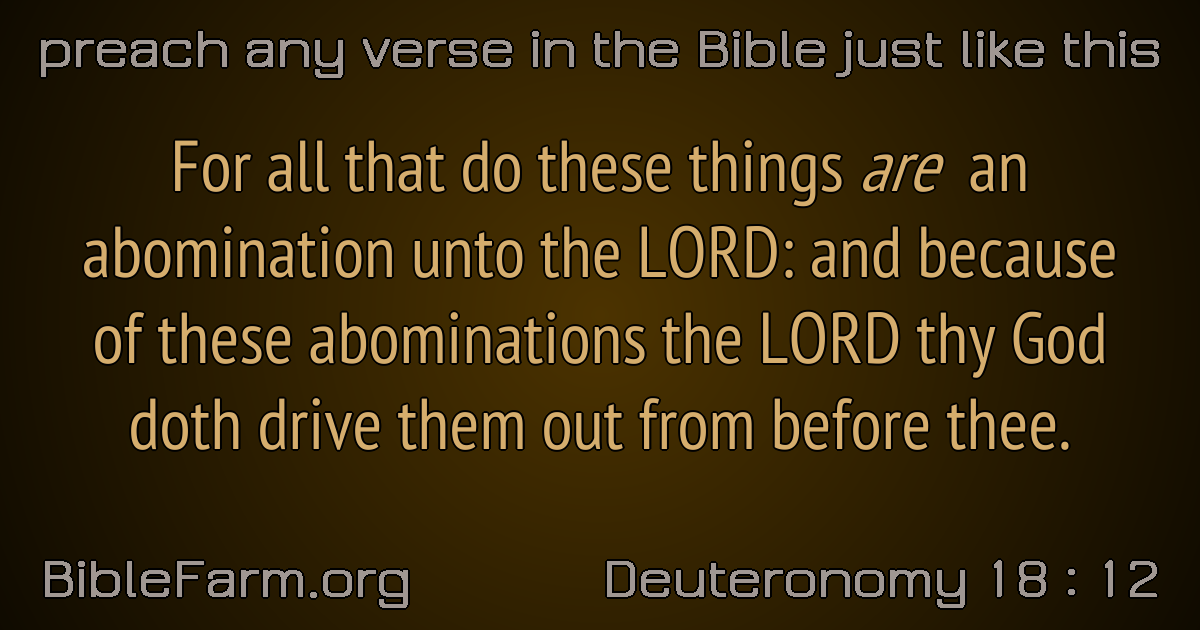 preach any verse in the Bible just like this
For all that do these things are an
abomination unto the LORD: and because
of these abominations the LORD thy God
doth drive them out from before thee.
BibleFarm.org
Deuteronomy 18 : 12